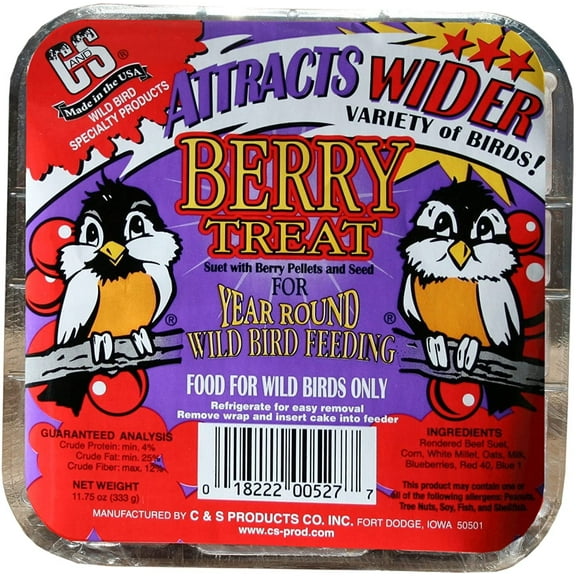 C AND S ®
Made in the USA
WILD BIRD
SPECIALTY PRODUCTS
ATTRACTS WIDER
VARIETY of BIRDS!
BERRY
TREAT
Suet with Berry Pellets and Seed
FOR
YEAR ROUND
WILD BIRD FEEDING
® ®
FOOD FOR WILD BIRDS ONLY
Refrigerate for easy removal
Remove wrap and insert cake into feeder
GUARANTEED ANALYSIS
Crude Protein: min. 4%
Crude Fat: min. 25%
Crude Fiber: max. 12%
NET WEIGHT
11.75 oz (333 g)
0 18222 00527 7
INGREDIENTS
Rendered Beef Suet,
Corn, White Millet, Oats, Milk,
Blueberries, Red 40, Blue 1
This product may contain one or
all of the following allergens: Peanuts,
Tree Nuts, Soy, Fish, and Shellfish.
MANUFACTURED BY C & S PRODUCTS CO. INC. FORT DODGE, IOWA 50501
www.cs-prod.com